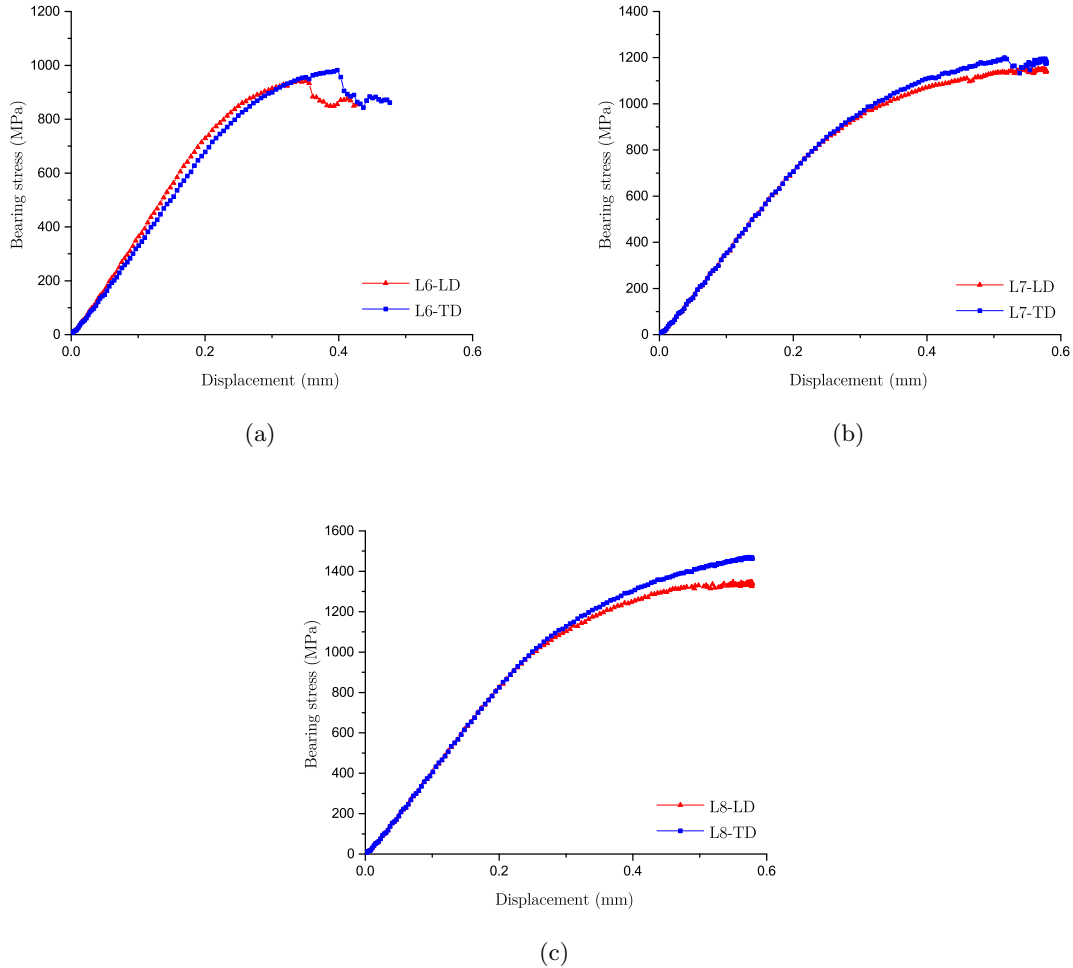 1200
1000
800
600
400
200
0
Bearing stress (MPa)
0.0 0.2 0.4 0.6
Displacement (mm)
L6-LD
L6-TD
(a)
1400
1200
1000
800
600
400
200
0
Bearing stress (MPa)
0.0 0.2 0.4 0.6
Displacement (mm)
L7-LD
L7-TD
(b)
1600
1400
1200
1000
800
600
400
200
0
Bearing stress (MPa)
0.0 0.2 0.4 0.6
Displacement (mm)
L8-LD
L8-TD
(c)